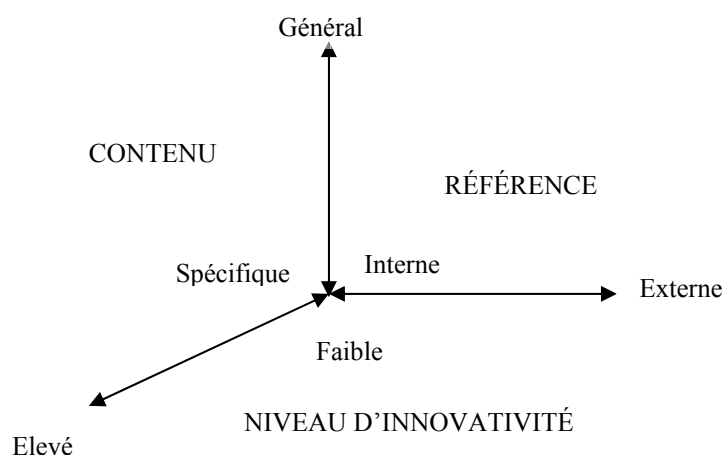 Général
CONTENU
RÉFÉRENCE
Interne
Spécifique
Externe
Faible
NIVEAU D’INNOVATIVITÉ
Elevé